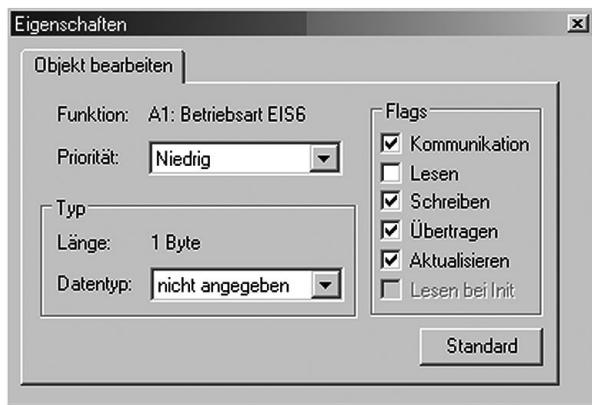 Eigenschaften
Objekt bearbeiten
Funktion: A1: Betriebsart EIS6
Priorität: Niedrig
Typ
Länge: 1 Byte
Datentyp: nicht angegeben
Flags
Kommunikation
Lesen
Schreiben
Übertragen
Aktualisieren
Lesen bei Init
Standard